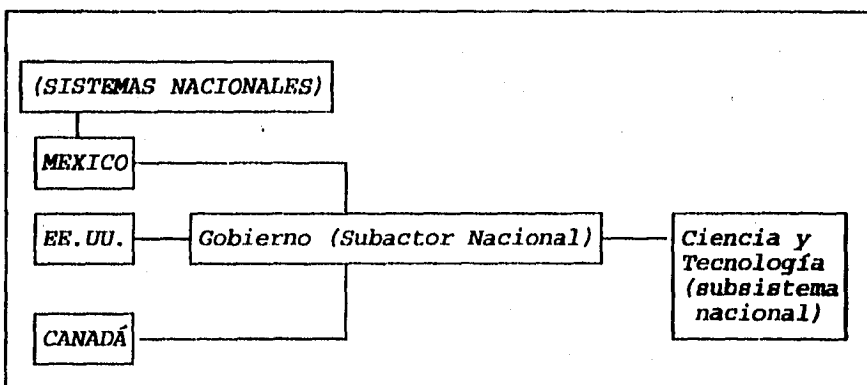 (SISTEMAS NACIONALES)
MEXICO
EE.UU.
Gobierno (Subactor Nacional)
Ciencia y
Tecnología
(subsistema
nacional)
CANADÁ